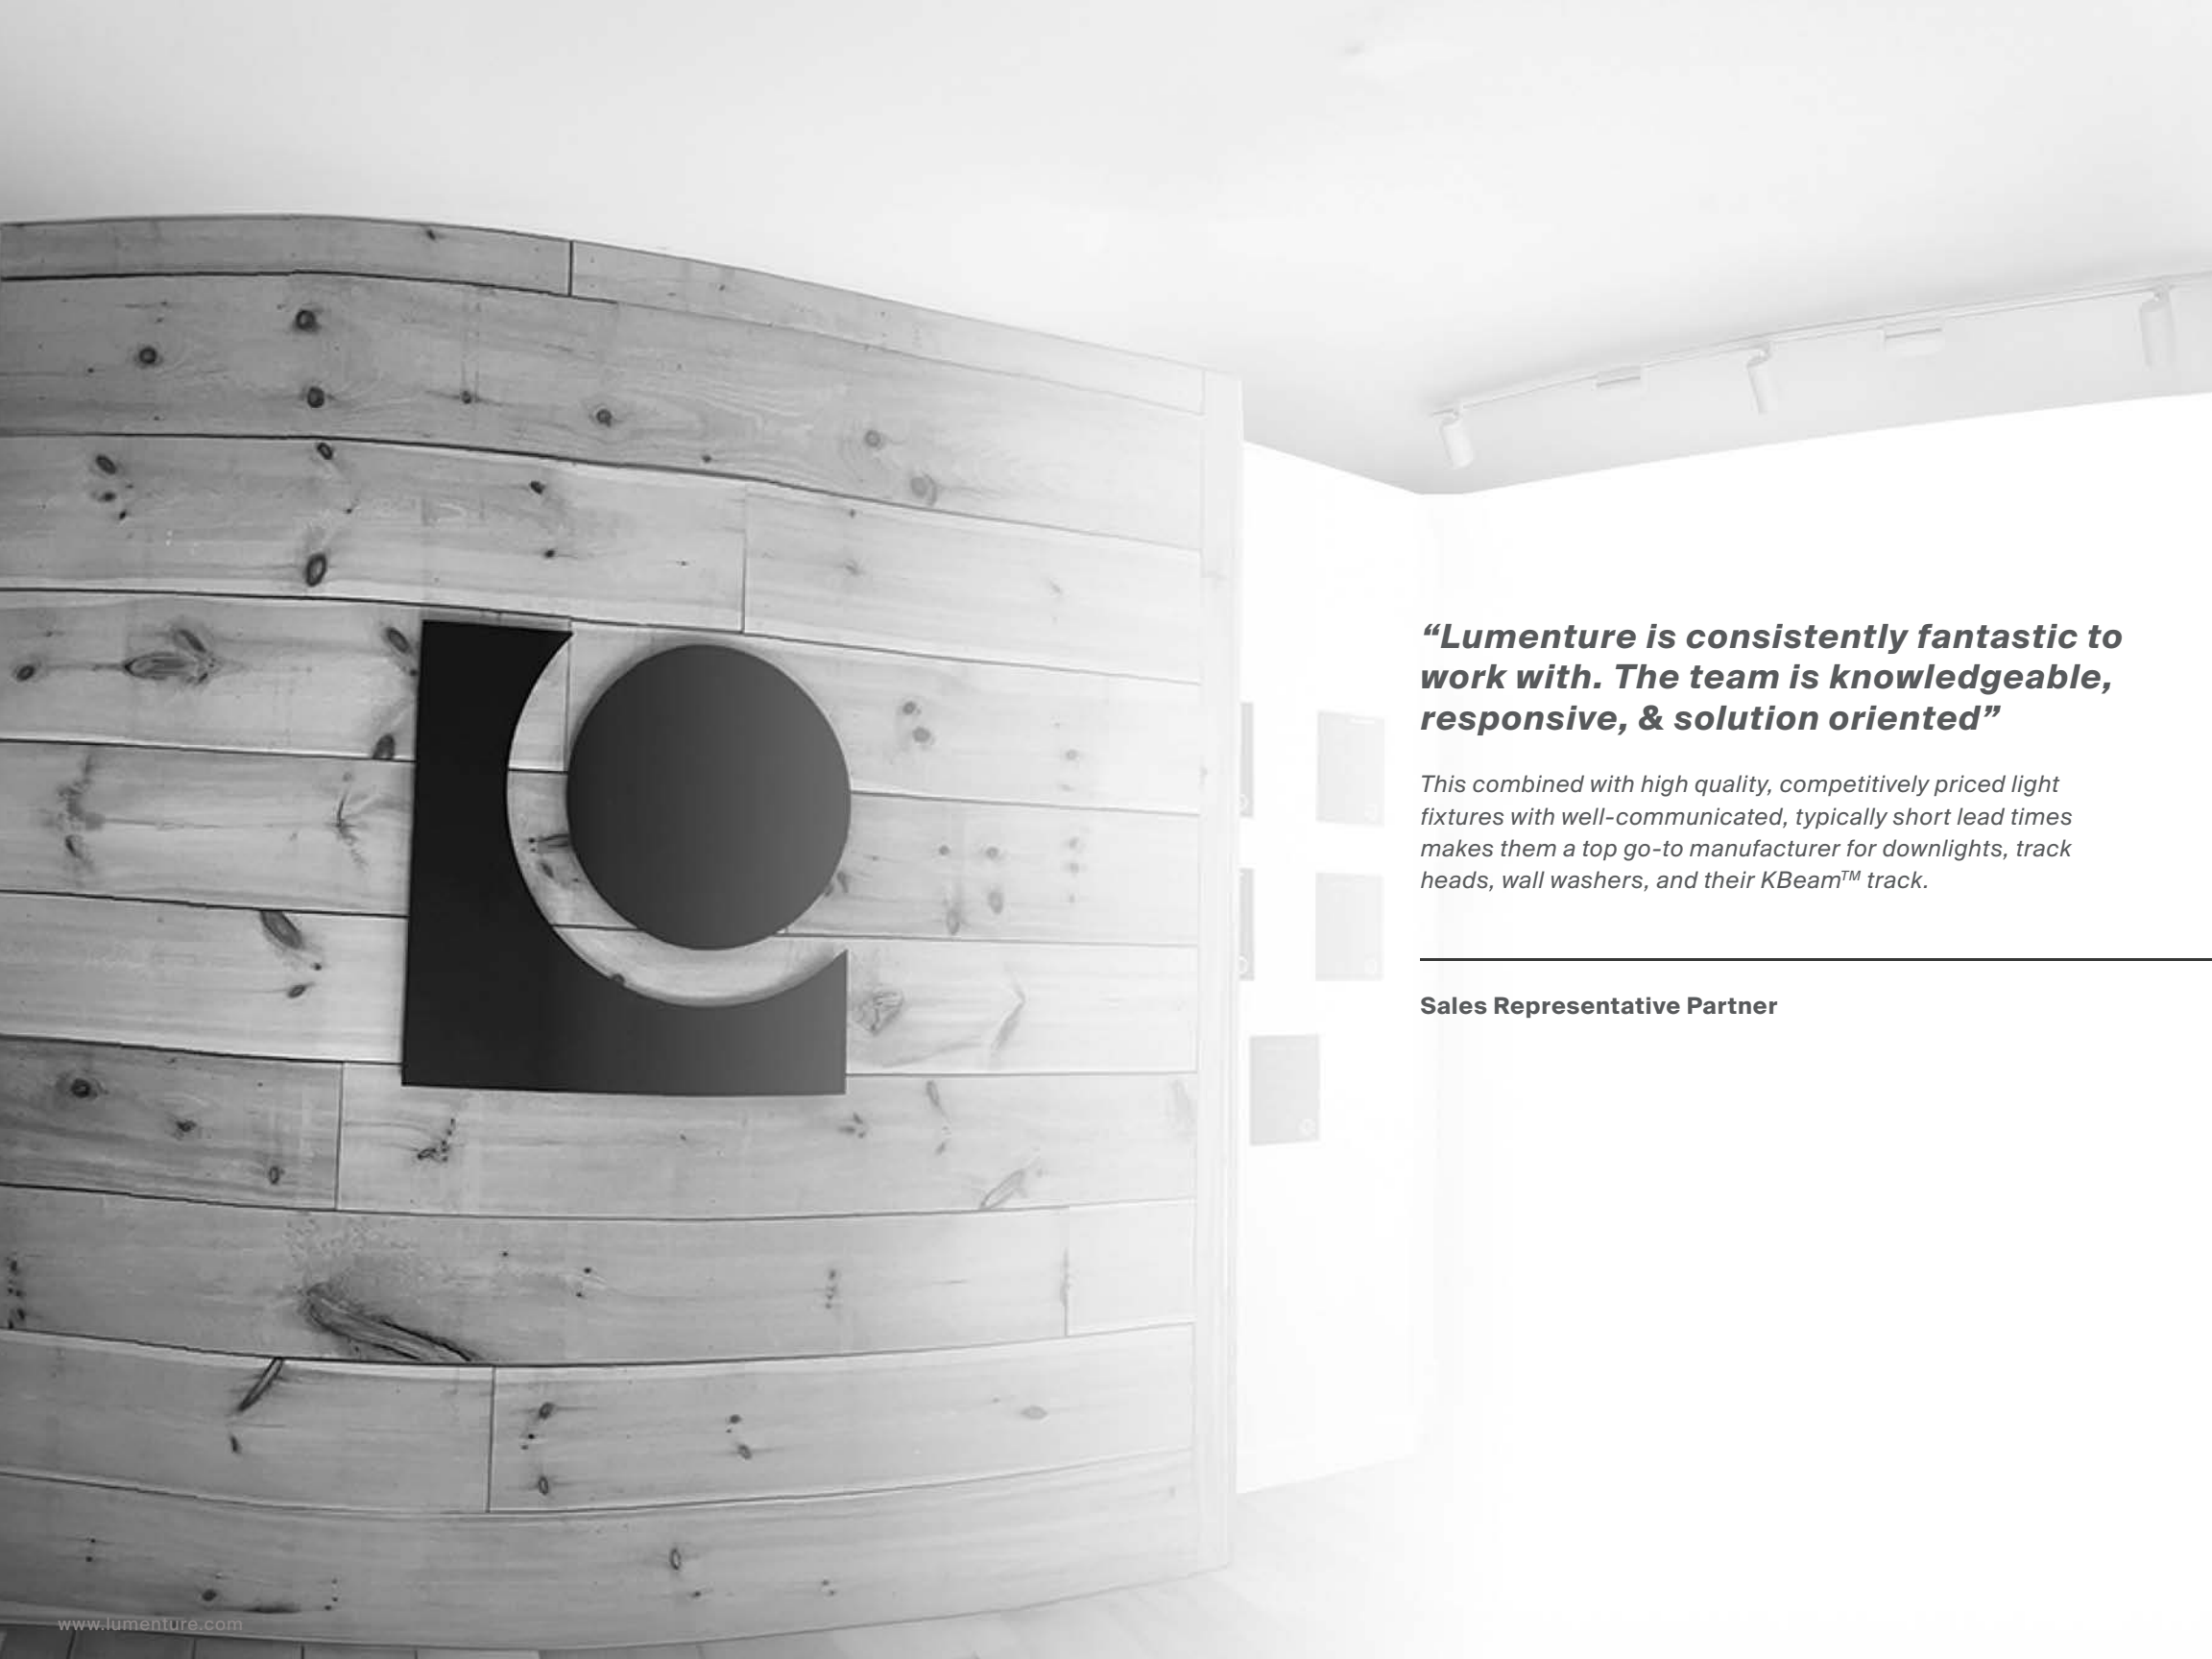 “Lumenture is consistently fantastic to
work with. The team is knowledgeable,
responsive, & solution oriented”
This combined with high quality, competitively priced light
fixtures with well-communicated, typically short lead times
makes them a top go-to manufacturer for downlights, track
heads, wall washers, and their KBeam™ track.
Sales Representative Partner
www.lumenture.com